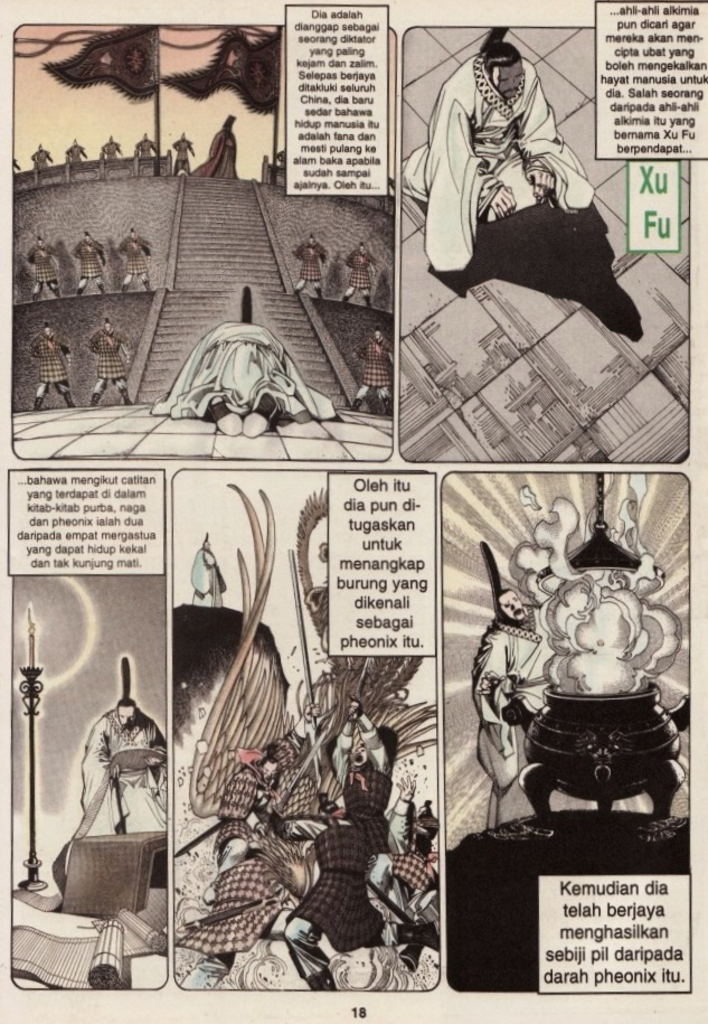 Dia adalah
dianggap sebagai
seorang diktator
yang paling
kejam dan zalim.
Selepas berjaya
ditakluki seluruh
China, dia baru
sedar bahawa
hidup manusia itu
adalah fana dan
mesti pulang ke
alam baka apabila
sudah sampai
ajalnya. Oleh itu...
...ahli-ahli alkimia
pun dicari agar
mereka akan men-
cipta ubat yang
boleh mengekalkan
hayat manusia untuk
dia. Salah seorang
daripada ahli-ahli
alkimia itu yang
bernama Xu Fu
berpendapat...
Xu
Fu
...bahawa mengikut catitan
yang terdapat di dalam
kitab-kitab purba, naga
dan pheonix ialah dua
daripada empat mergastua
yang dapat hidup kekal
dan tak kunjung mati.
Oleh itu
dia pun di-
tugaskan
untuk
menangkap
burung yang
dikenali
sebagai
pheonix itu.
Kemudian dia
telah berjaya
menghasilkan
sebiji pil daripada
darah pheonix itu.
18